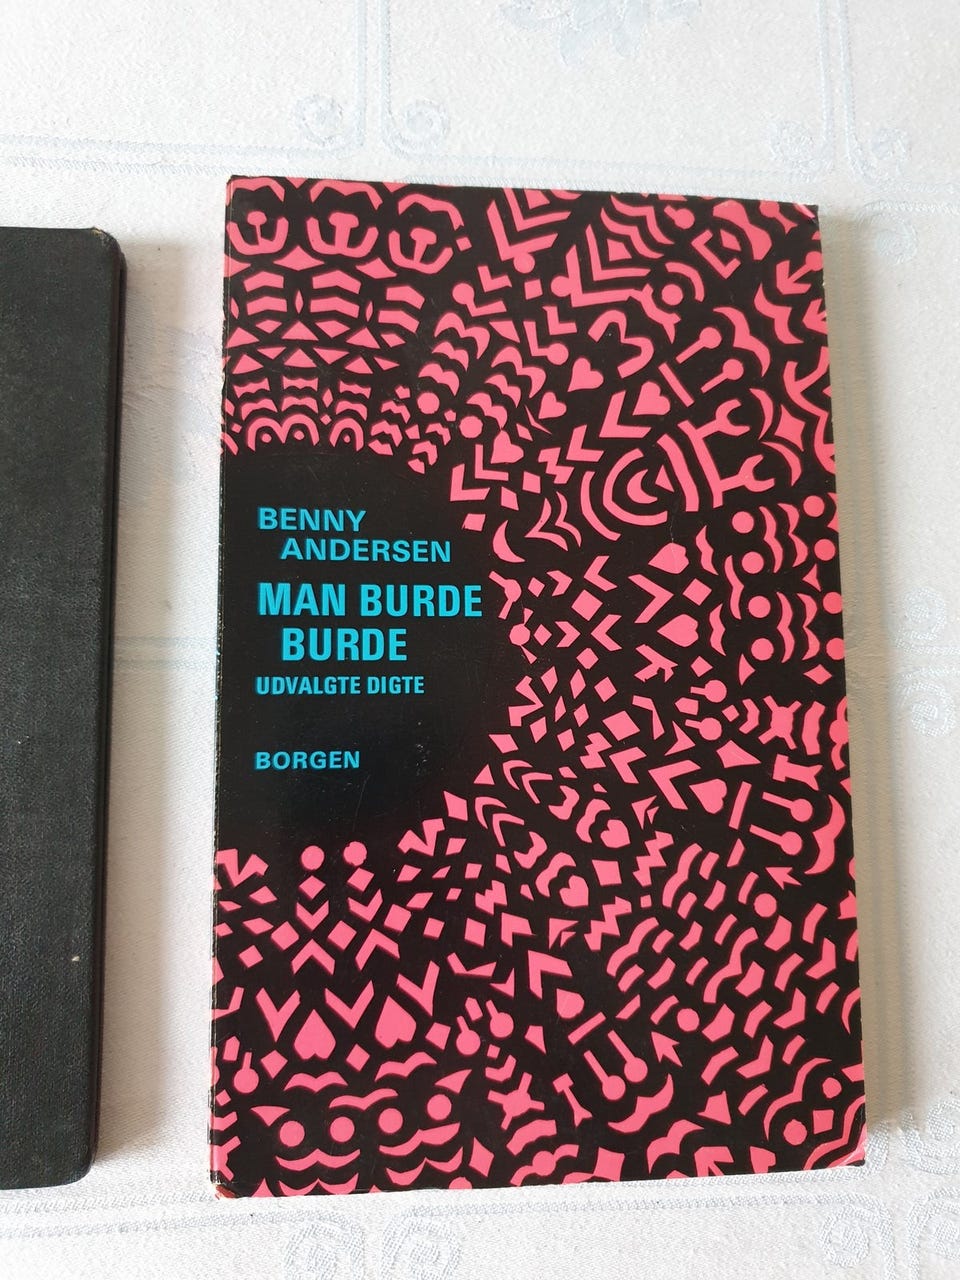 BENNY
ANDERSEN
MAN BURDE
BURDE
UDVALGTE DIGTE
BORGEN